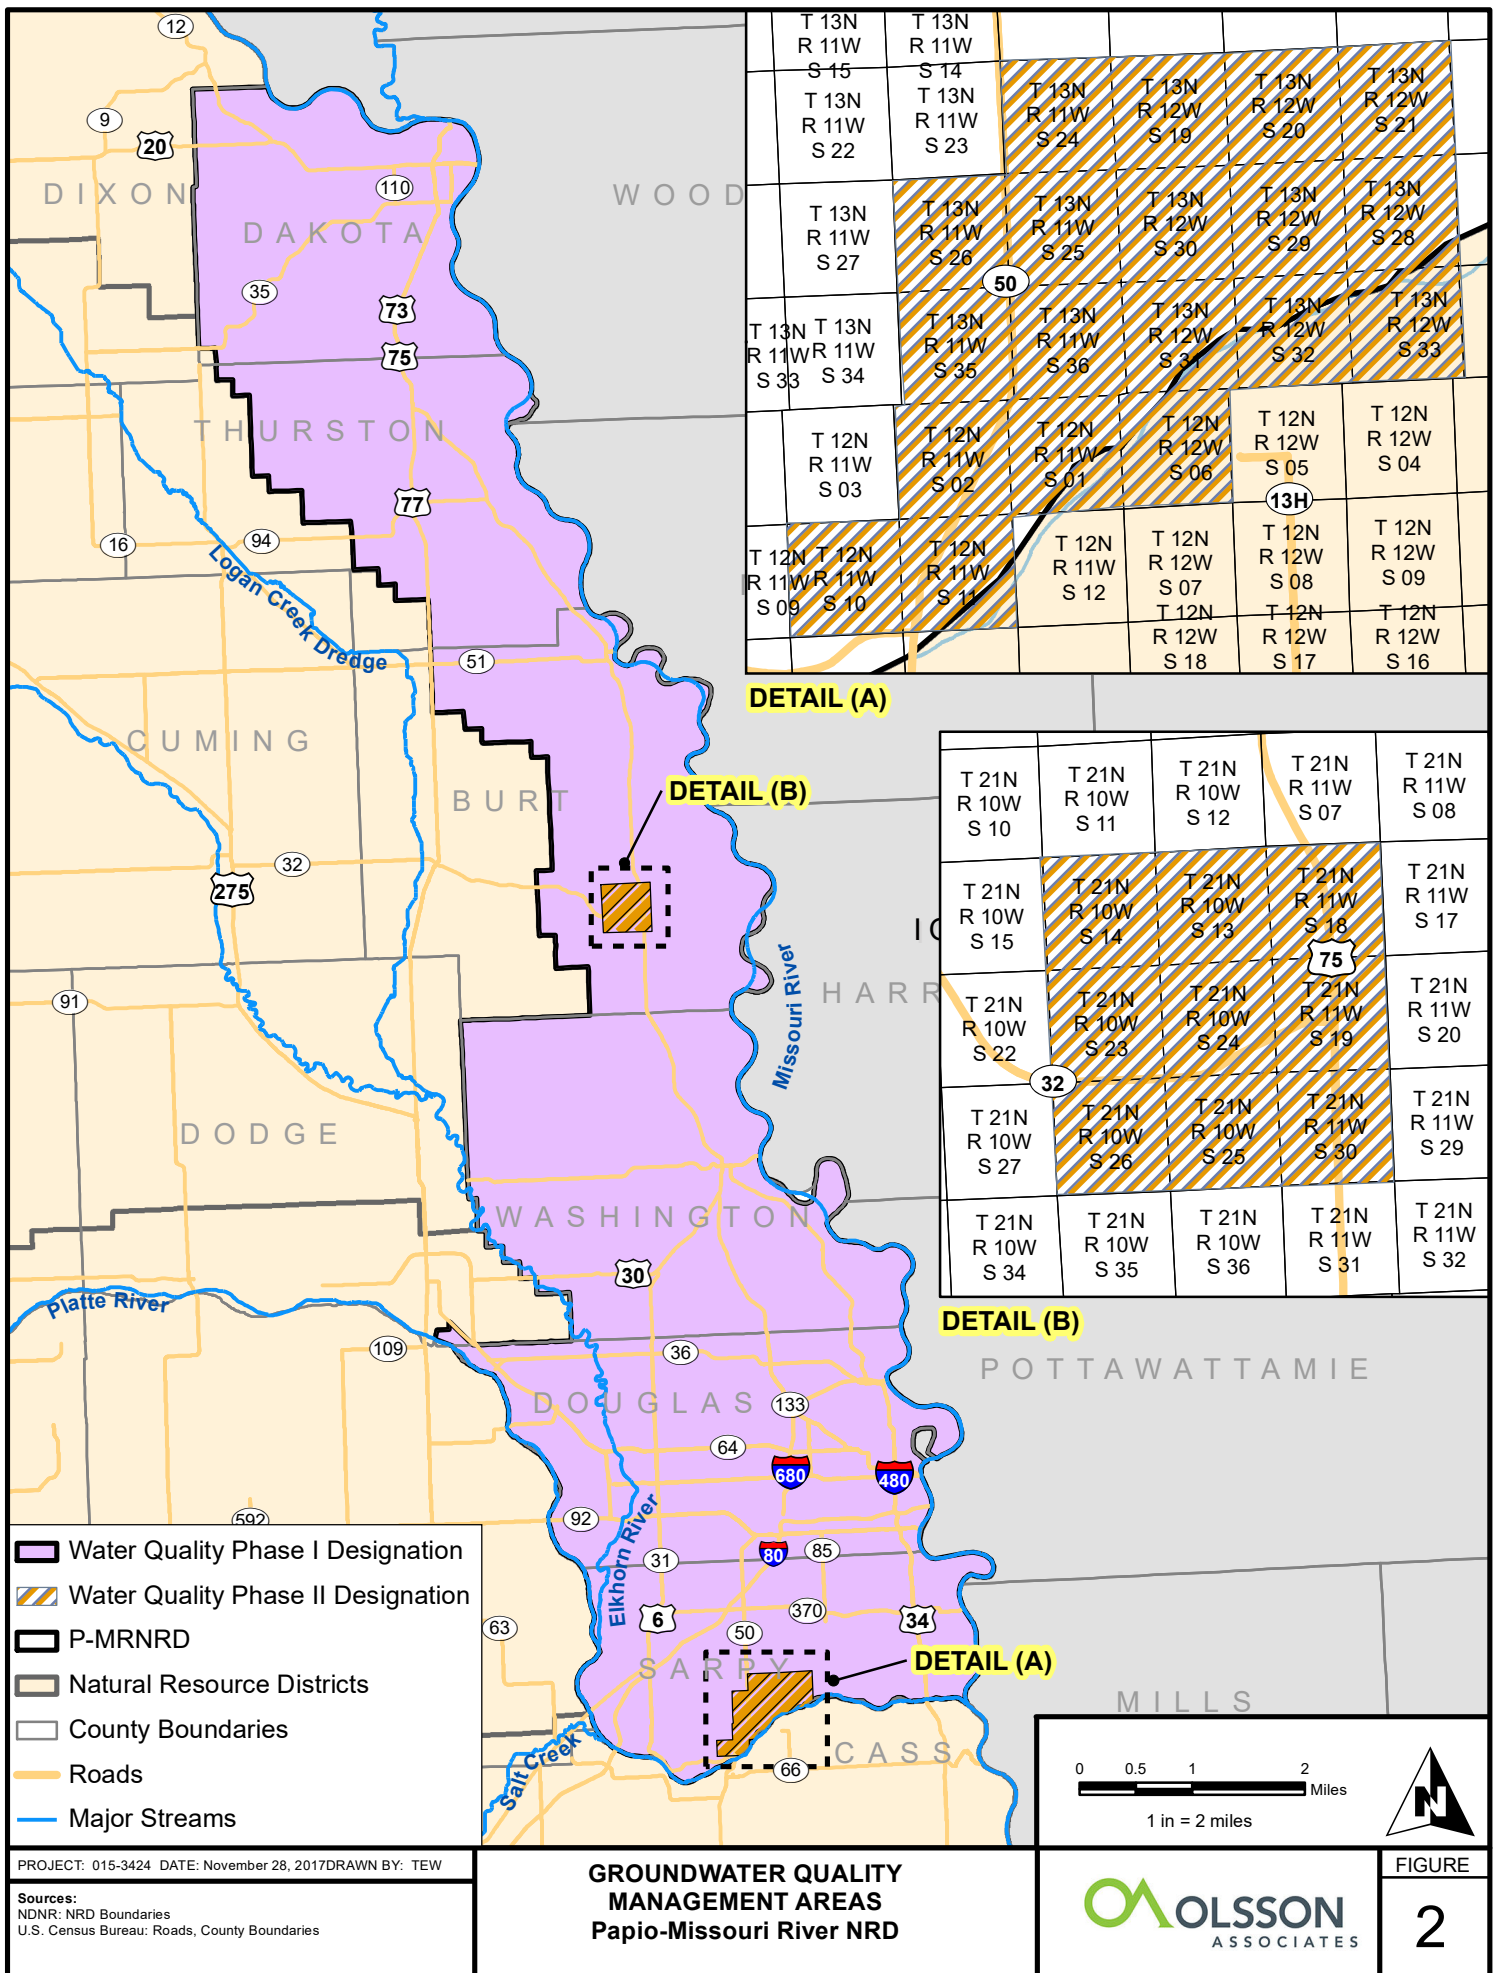 12
9
20
DIXON
110
DAKOTA
35
73
75
THURSTON
77
16
94
Logan Creek Dredge
51
CUMING
BURT
DETAIL (B)
32
275
91
HARR
Missouri River
WOOD
DODGE
WASHINGTON
30
Platte River
109
36
DOUGLAS
133
64
680
480
592
92
Elkhorn River
31
80
85
6
370
34
63
50
SARPY
DETAIL (A)
Salt Creek
66
CASS
MILLS
POTTAWATTAMIE
T 13N
R 11W
S 15
T 13N
R 11W
S 14
T 13N
R 11W
S 22
T 13N
R 11W
S 23
T 13N
R 11W
S 24
T 13N
R 12W
S 19
T 13N
R 12W
S 20
T 13N
R 12W
S 21
T 13N
R 11W
S 27
T 13N
R 11W
S 26
T 13N
R 11W
S 25
T 13N
R 12W
S 30
T 13N
R 12W
S 29
T 13N
R 12W
S 28
50
T 13N
R 11W
S 33
T 13N
R 11W
S 34
T 13N
R 11W
S 35
T 13N
R 11W
S 36
T 13N
R 12W
S 31
T 13N
R 12W
S 32
T 13N
R 12W
S 33
T 12N
R 11W
S 03
T 12N
R 11W
S 02
T 12N
R 11W
S 01
T 12N
R 12W
S 06
T 12N
R 12W
S 05
T 12N
R 12W
S 04
13H
T 12N
R 11W
S 09
T 12N
R 11W
S 10
T 12N
R 11W
S 11
T 12N
R 11W
S 12
T 12N
R 12W
S 07
T 12N
R 12W
S 08
T 12N
R 12W
S 09
T 12N
R 12W
S 18
T 12N
R 12W
S 17
T 12N
R 12W
S 16
DETAIL (A)
T 21N
R 10W
S 10
T 21N
R 10W
S 11
T 21N
R 10W
S 12
T 21N
R 11W
S 07
T 21N
R 11W
S 08
T 21N
R 10W
S 15
T 21N
R 10W
S 14
T 21N
R 10W
S 13
T 21N
R 11W
S 18
T 21N
R 11W
S 17
75
T 21N
R 10W
S 22
T 21N
R 10W
S 23
T 21N
R 10W
S 24
T 21N
R 11W
S 19
T 21N
R 11W
S 20
32
T 21N
R 10W
S 27
T 21N
R 10W
S 26
T 21N
R 10W
S 25
T 21N
R 11W
S 30
T 21N
R 11W
S 29
T 21N
R 10W
S 34
T 21N
R 10W
S 35
T 21N
R 10W
S 36
T 21N
R 11W
S 31
T 21N
R 11W
S 32
DETAIL (B)
Water Quality Phase I Designation
Water Quality Phase II Designation
P-MRNRD
Natural Resource Districts
County Boundaries
Roads
Major Streams
0 0.5 1 2
Miles
1 in = 2 miles
N
PROJECT: 015-3424 DATE: November 28, 2017DRAWN BY: TEW
Sources:
NDNR: NRD Boundaries
U.S. Census Bureau: Roads, County Boundaries
GROUNDWATER QUALITY
MANAGEMENT AREAS
Papio-Missouri River NRD
OLSSON
ASSOCIATES
FIGURE
2